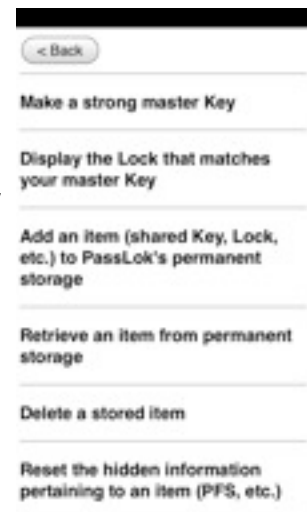 < Back
Make a strong master Key
Display the Lock that matches
your master Key
Add an item (shared Key, Lock,
etc.) to PassLok's permanent
storage
Retrieve an item from permanent
storage
Delete a stored item
Reset the hidden information
pertaining to an item (PFS, etc.)